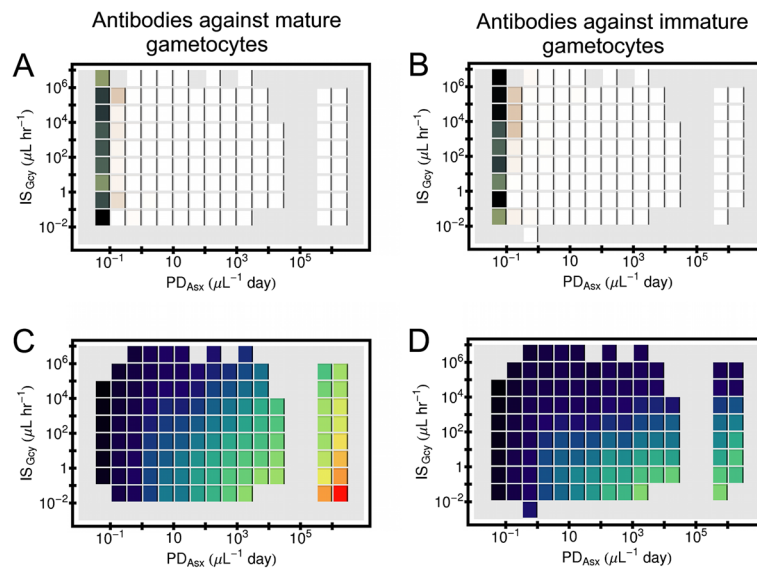 Antibodies against mature
gametocytes
Antibodies against immature
gametocytes
A
B
IS_Gcy (μL hr⁻¹)
10⁶
10⁴
10²
1
10⁻²
10⁻¹ 10 10³ 10⁵
PD_Asx (μL⁻¹ day)
IS_Gcy (μL hr⁻¹)
10⁶
10⁴
10²
1
10⁻²
10⁻¹ 10 10³ 10⁵
PD_Asx (μL⁻¹ day)
C
D
IS_Gcy (μL hr⁻¹)
10⁶
10⁴
10²
1
10⁻²
10⁻¹ 10 10³ 10⁵
PD_Asx (μL⁻¹ day)
IS_Gcy (μL hr⁻¹)
10⁶
10⁴
10²
1
10⁻²
10⁻¹ 10 10³ 10⁵
PD_Asx (μL⁻¹ day)